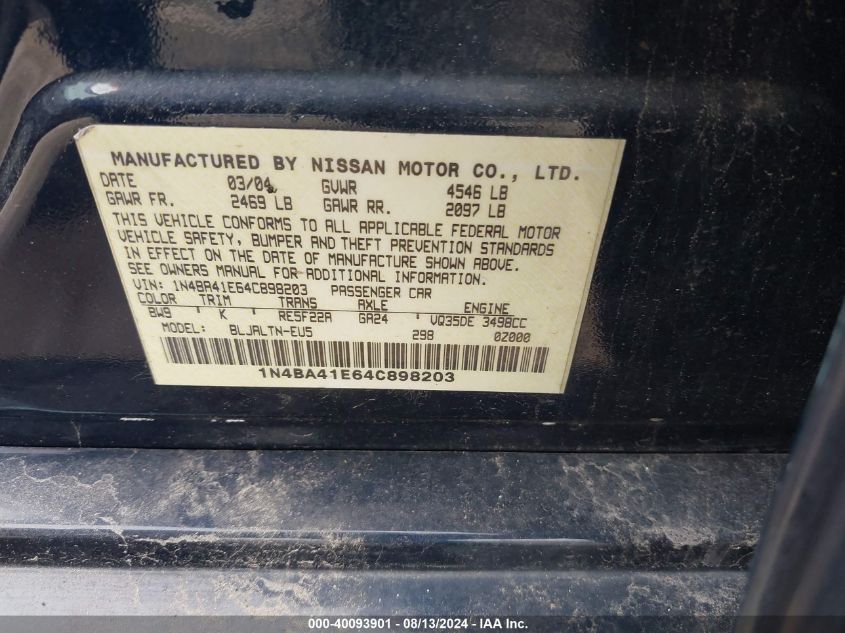 MANUFACTURED BY NISSAN MOTOR CO., LTD.
DATE 03/04 GVWR 4546 LB
GAWR FR. 2469 LB GAWR RR. 2097 LB
THIS VEHICLE CONFORMS TO ALL APPLICABLE FEDERAL MOTOR
VEHICLE SAFETY, BUMPER AND THEFT PREVENTION STANDARDS
IN EFFECT ON THE DATE OF MANUFACTURE SHOWN ABOVE.
SEE OWNERS MANUAL FOR ADDITIONAL INFORMATION.
VIN: 1N4BA41E64C898203 PASSENGER CAR
COLOR TRIM TRANS AXLE ENGINE
BW9 K RE5F22A GA24 VQ35DE 3498CC
MODEL: BLJALTN-EU5 298 0Z000
1N4BA41E64C898203
000-40093901 - 08/13/2024 - IAAI.com